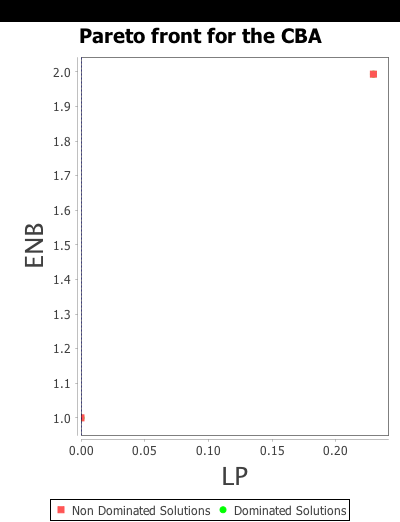 Pareto front for the CBA
2.0
1.9
1.8
1.7
1.6
1.5
1.4
1.3
1.2
1.1
1.0
ENB
0.00 0.05 0.10 0.15 0.20
LP
Non Dominated Solutions Dominated Solutions